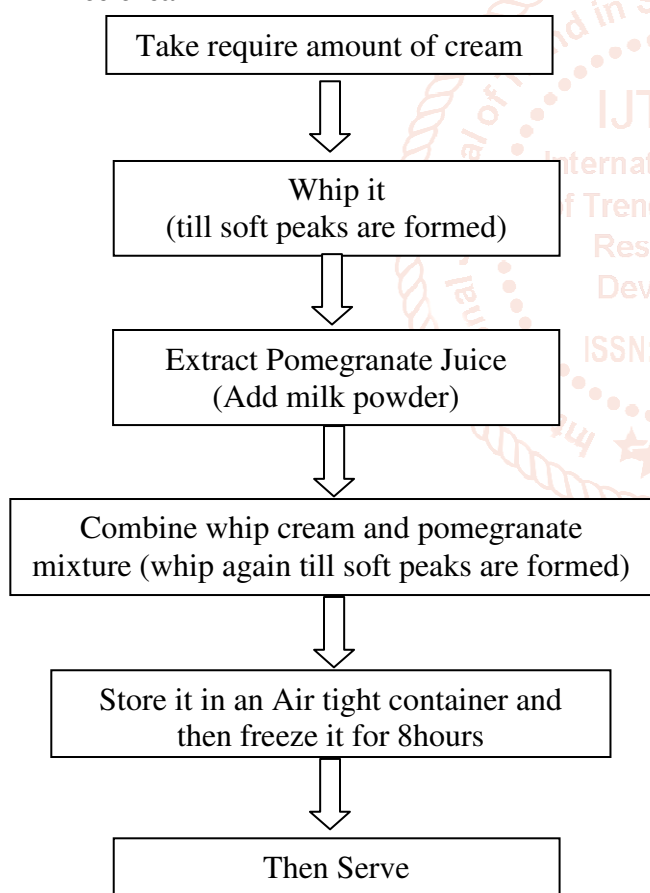 Take require amount of cream
Whip it
(till soft peaks are formed)
Extract Pomegranate Juice
(Add milk powder)
Combine whip cream and pomegranate
mixture (whip again till soft peaks are formed)
Store it in an Air tight container and
then freeze it for 8hours
Then Serve